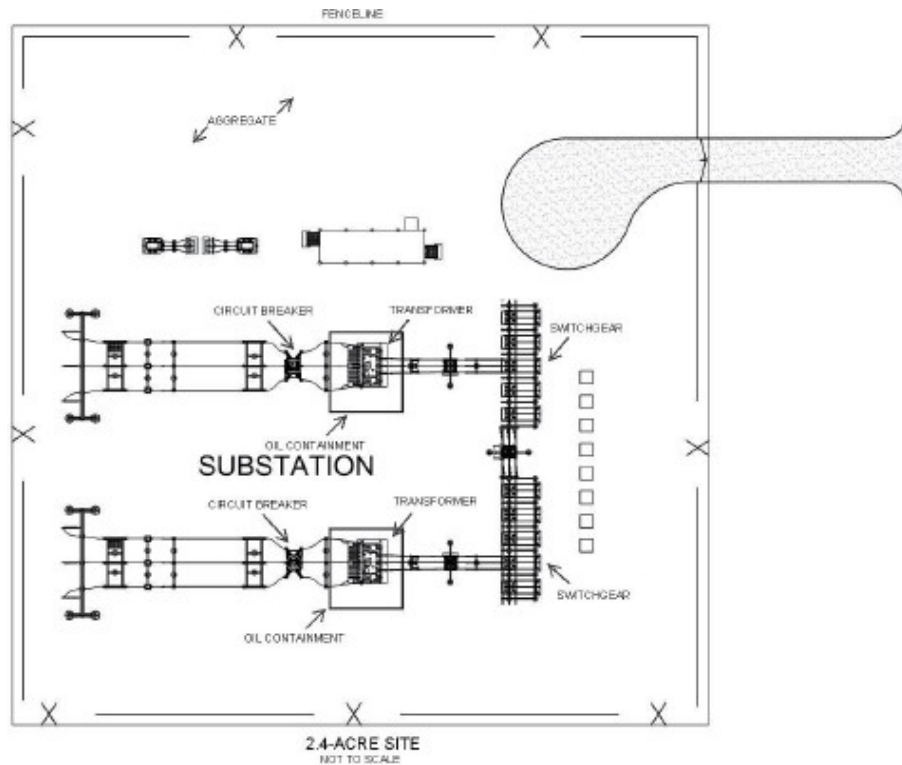 FENCELINE
AGGREGATE
CIRCUIT BREAKER
TRANSFORMER
SWITCHGEAR
OIL CONTAINMENT
SUBSTATION
CIRCUIT BREAKER
TRANSFORMER
SWITCHGEAR
OIL CONTAINMENT
2.4-ACRE SITE
NOT TO SCALE